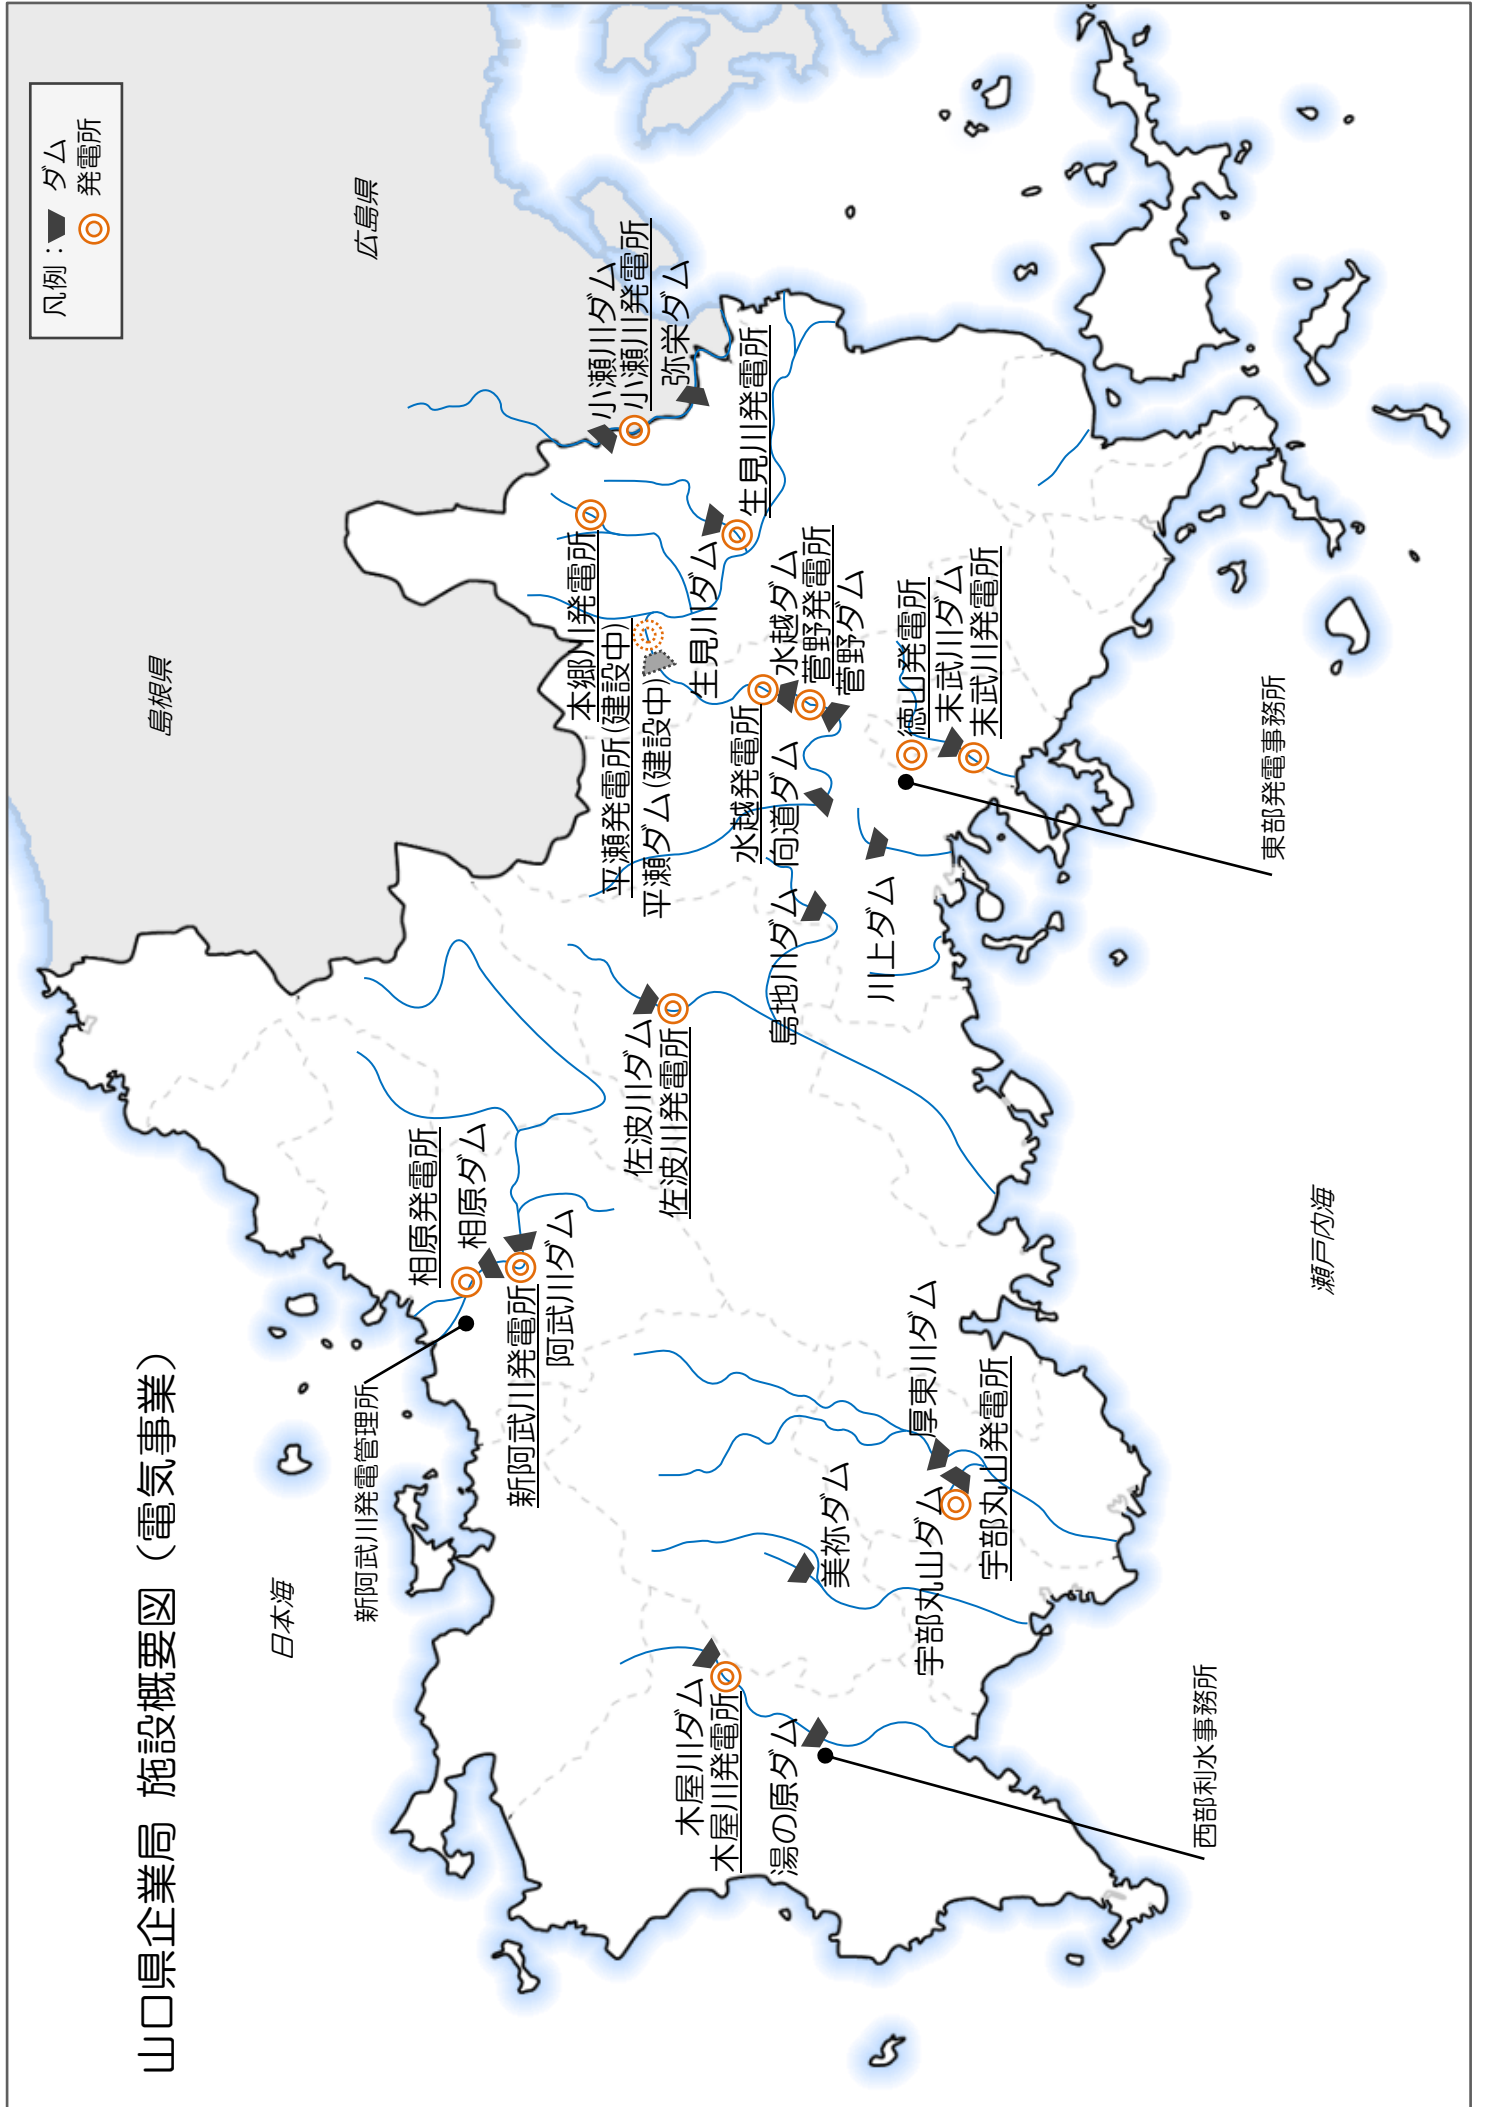 山口県企業局 施設概要図（電気事業）
凡例：
ダム
発電所
日本海
島根県
広島県
新阿武川発電管理所
相原発電所
相原ダム
新阿武川発電所
阿武川ダム
佐波川ダム
佐波川発電所
本郷川発電所
平瀬発電所(建設中)
平瀬ダム(建設中)
小瀬川ダム
小瀬川発電所
弥栄ダム
生見川ダム
生見川発電所
水越発電所
水越ダム
菅野発電所
菅野ダム
向道ダム
島地川ダム
川上ダム
徳山発電所
末武川ダム
末武川発電所
木屋川ダム
木屋川発電所
湯の原ダム
美祢ダム
厚東川ダム
宇部丸山ダム
宇部丸山発電所
西部利水事務所
東部発電事務所
瀬戸内海